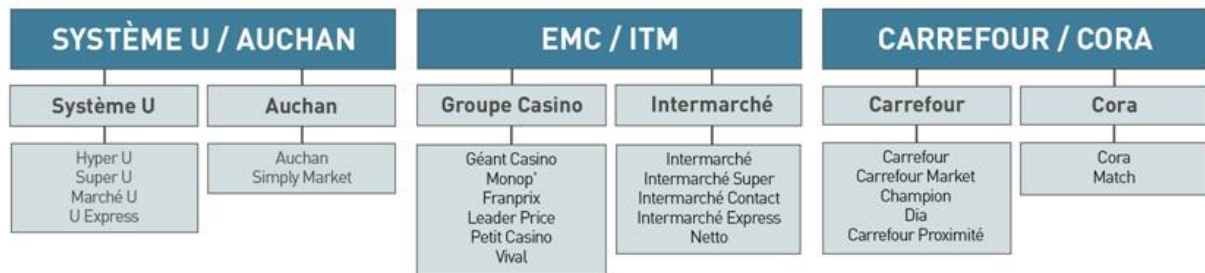 SYSTÈME U / AUCHAN
Système U
Hyper U
Super U
Marché U
U Express
Auchan
Auchan
Simply Market
EMC / ITM
Groupe Casino
Géant Casino
Monop'
Franprix
Leader Price
Petit Casino
Vival
Intermarché
Intermarché
Intermarché Super
Intermarché Contact
Intermarché Express
Netto
CARREFOUR / CORA
Carrefour
Carrefour
Carrefour Market
Champion
Dia
Carrefour Proximité
Cora
Cora
Match